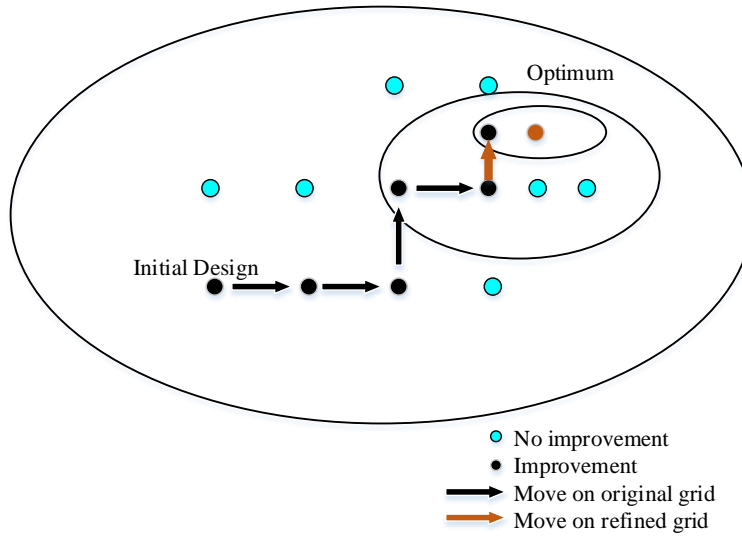 Optimum
Initial Design
No improvement
Improvement
Move on original grid
Move on refined grid